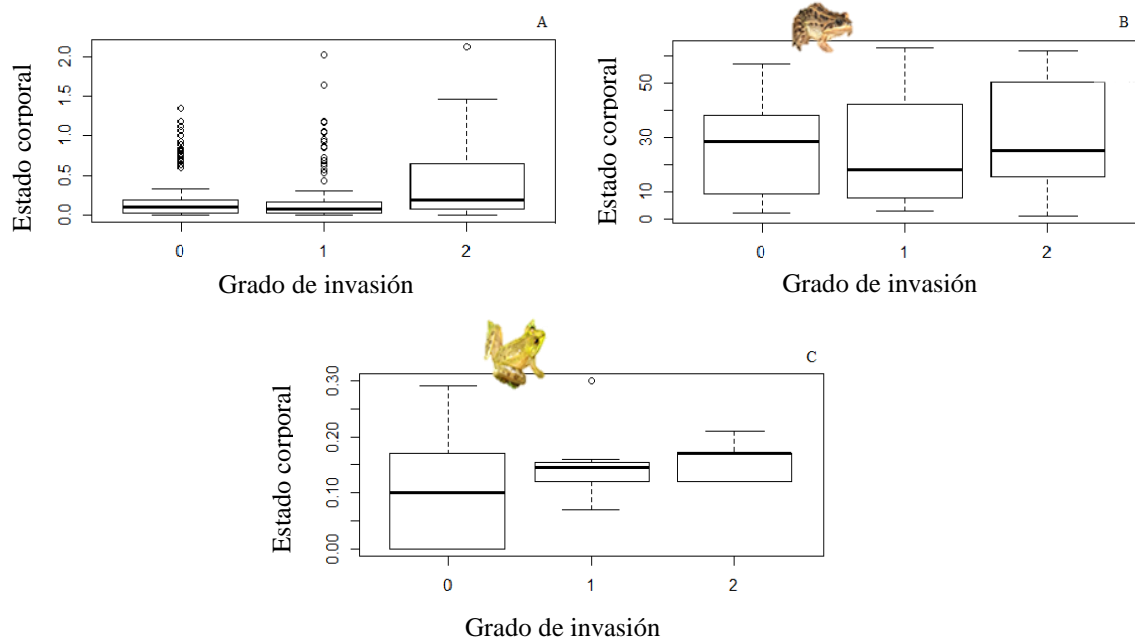 A
Estado corporal
2.0
1.5
1.0
0.5
0.0
0 1 2
Grado de invasión
B
Estado corporal
50
30
10
0
0 1 2
Grado de invasión
C
Estado corporal
0.30
0.20
0.10
0.00
0 1 2
Grado de invasión